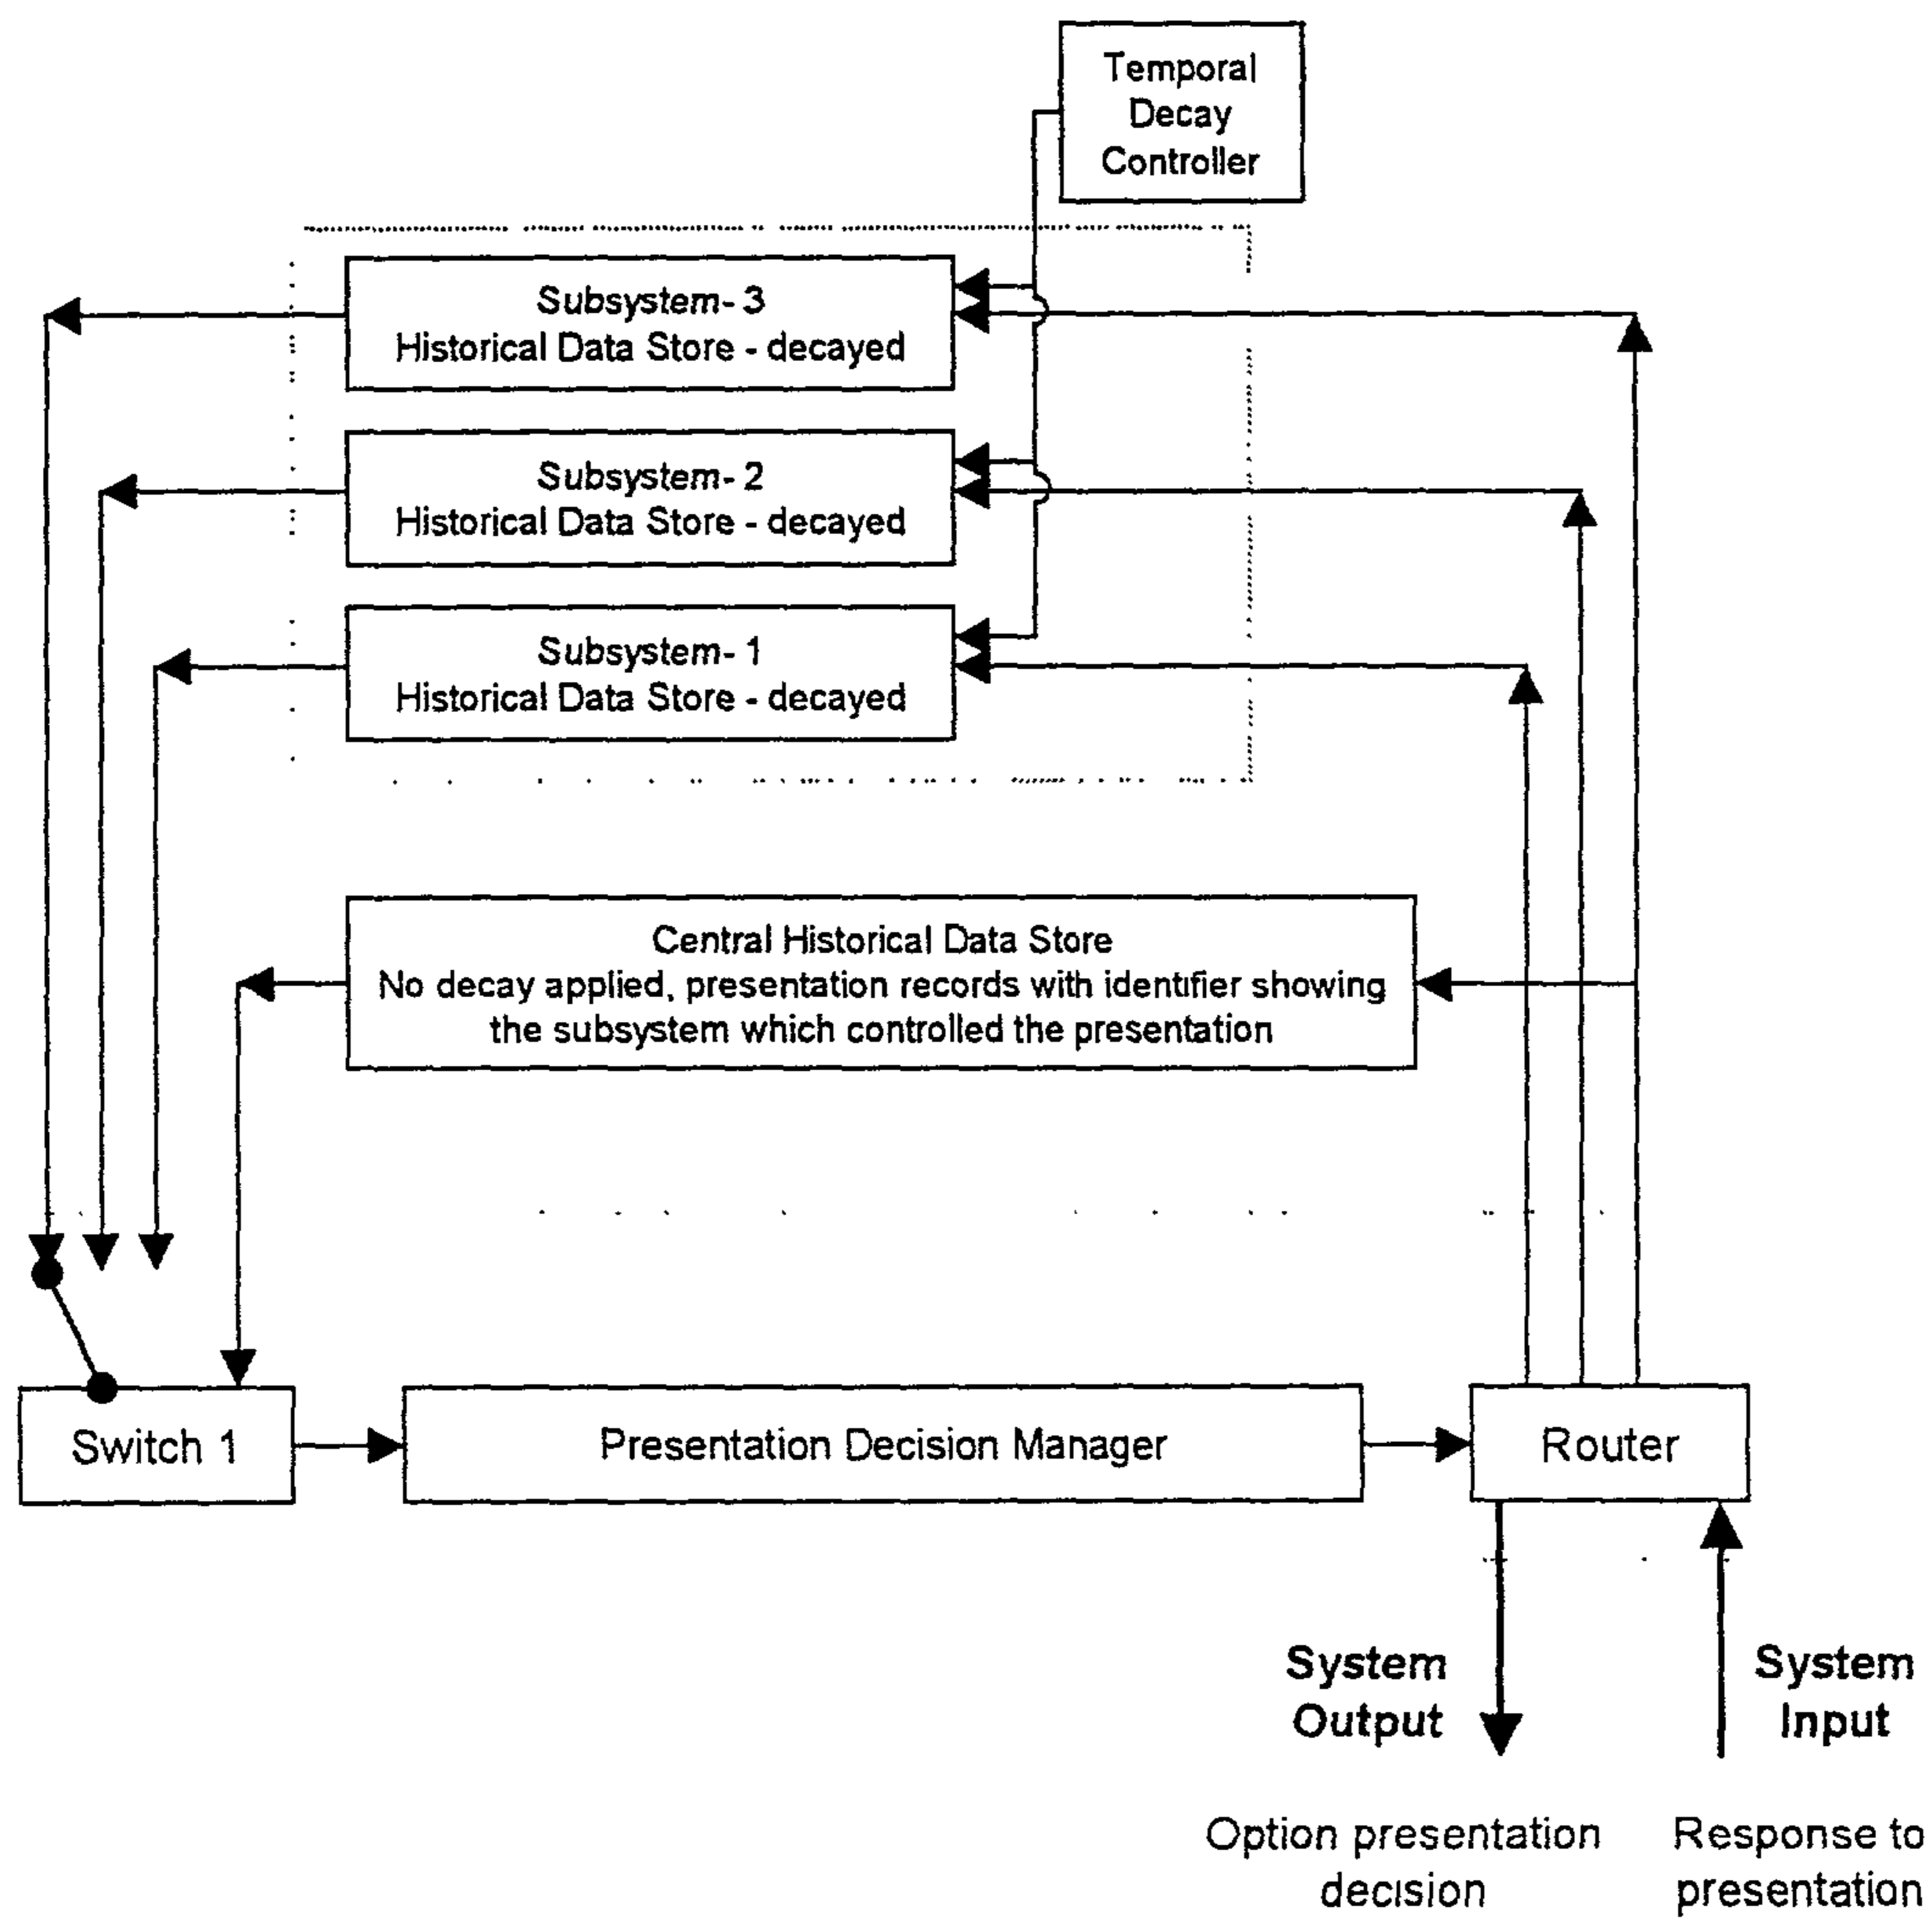 Temporal
Decay
Controller
Subsystem- 3
Historical Data Store - decayed
Subsystem- 2
Historical Data Store - decayed
Subsystem- 1
Historical Data Store - decayed
Central Historical Data Store
No decay applied, presentation records with identifier showing
the subsystem which controlled the presentation
Switch 1
Presentation Decision Manager
Router
System
Output
System
Input
Option presentation
decision
Response to
presentation